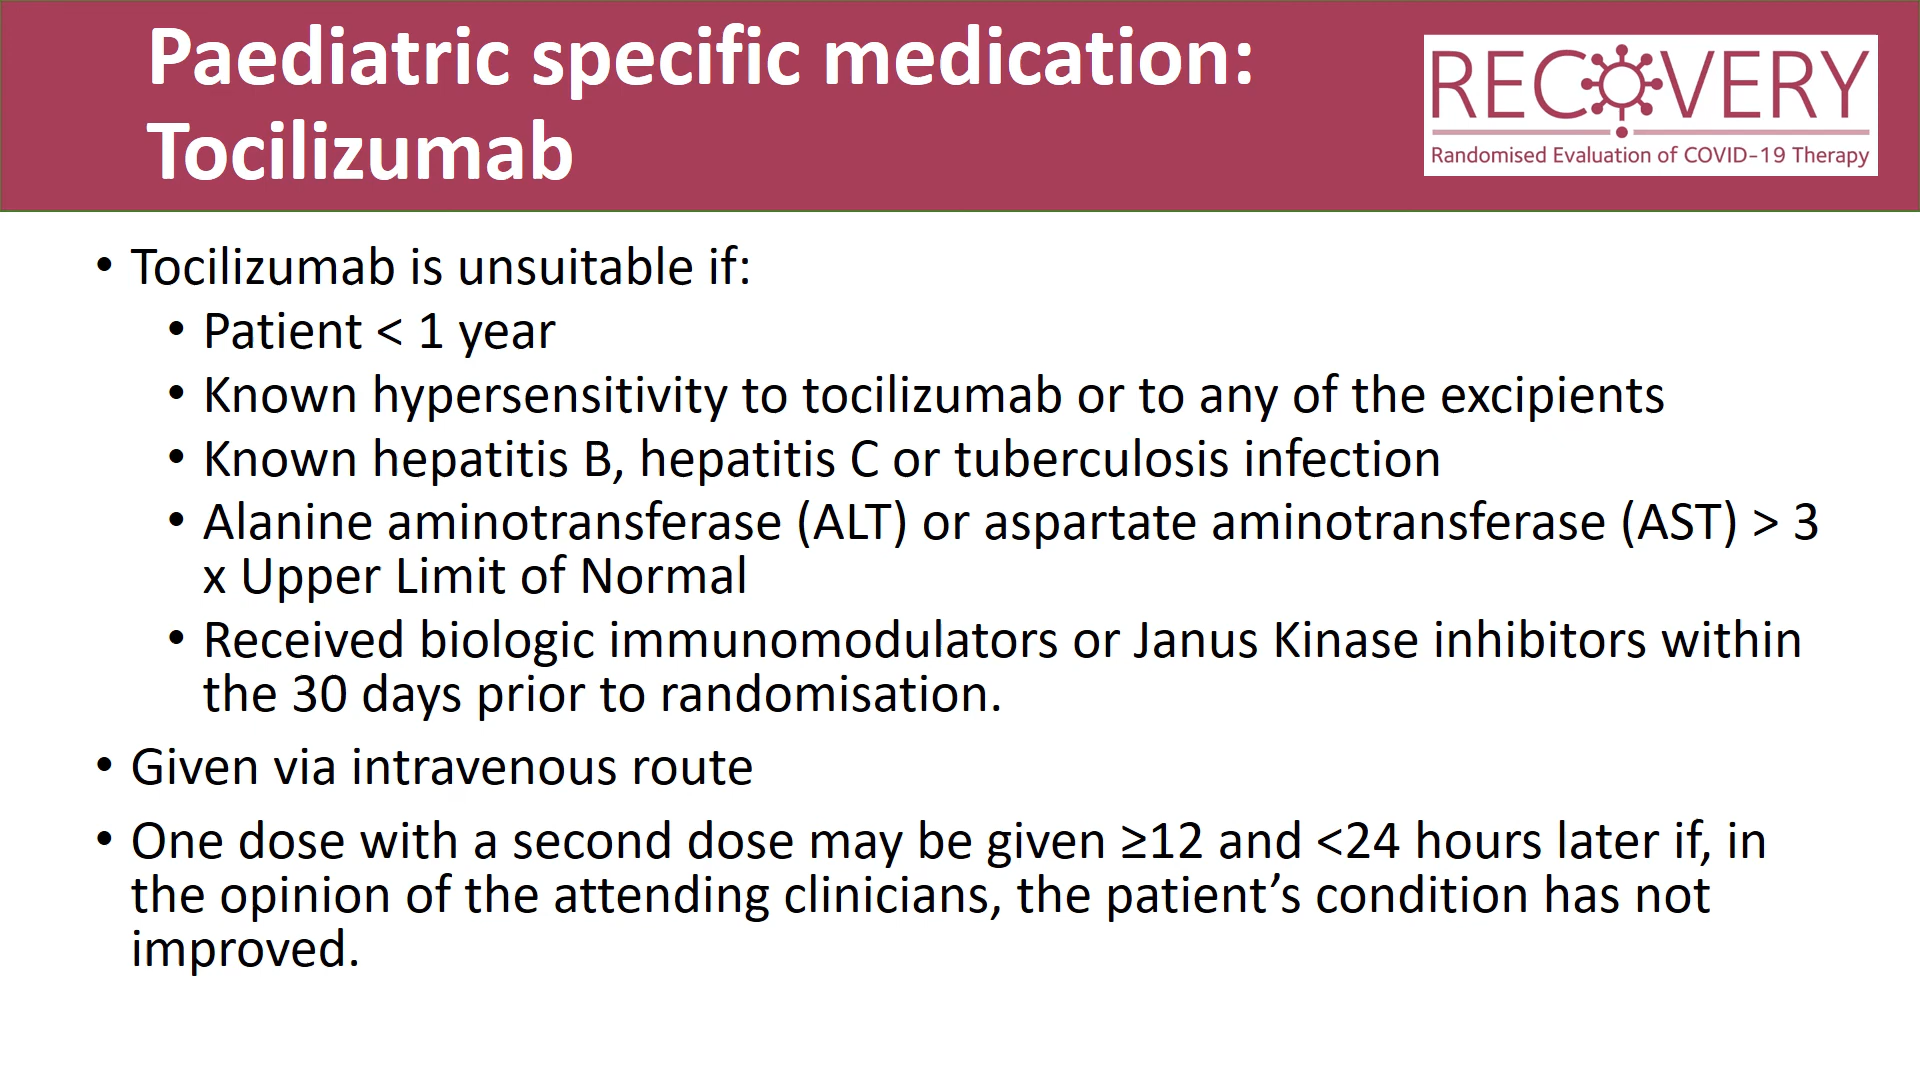 Paediatric specific medication:
Tocilizumab
RECOVERY
Randomised Evaluation of COVID-19 Therapy
• Tocilizumab is unsuitable if:
• Patient < 1 year
• Known hypersensitivity to tocilizumab or to any of the excipients
• Known hepatitis B, hepatitis C or tuberculosis infection
• Alanine aminotransferase (ALT) or aspartate aminotransferase (AST) > 3
x Upper Limit of Normal
• Received biologic immunomodulators or Janus Kinase inhibitors within
the 30 days prior to randomisation.
• Given via intravenous route
• One dose with a second dose may be given ≥12 and <24 hours later if, in
the opinion of the attending clinicians, the patient’s condition has not
improved.